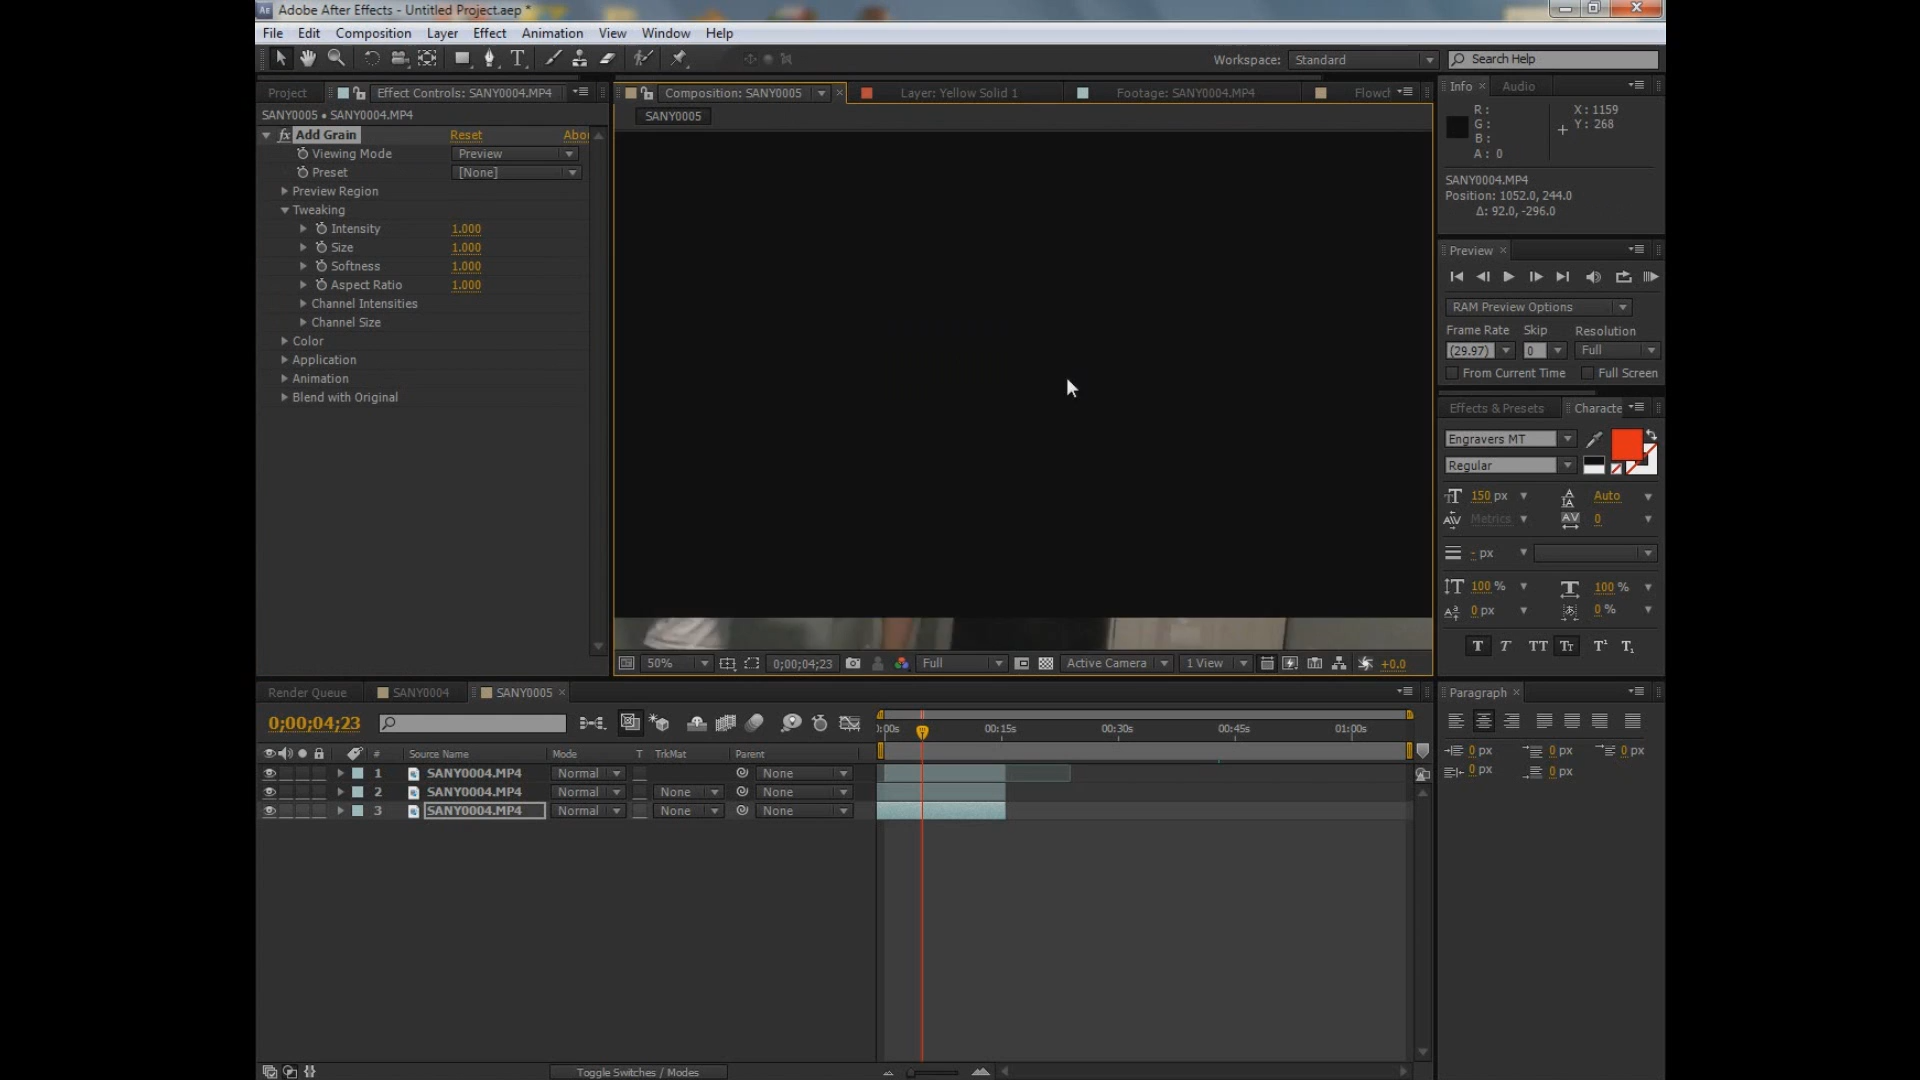 Adobe After Effects - Untitled Project.aep *
File Edit Composition Layer Effect Animation View Window Help
Workspace: Standard Search Help
Project Effect Controls: SANY0004.MP4 Composition: SANY0005 Layer: Yellow Solid 1 Footage: SANY0004.MP4 Flowch Info Audio
SANY0005 • SANY0004.MP4
SANY0005
fx Add Grain Reset Abou
Viewing Mode Preview
Preset [None]
Preview Region
Tweaking
Intensity 1.000
Size 1.000
Softness 1.000
Aspect Ratio 1.000
Channel Intensities
Channel Size
Color
Application
Animation
Blend with Original
R: X: 1159
G: Y: 268
B:
A: 0
SANY0004.MP4
Position: 1052.0, 244.0
Δ: 92.0, -296.0
Preview
RAM Preview Options
Frame Rate Skip Resolution
(29.97) 0 Full
From Current Time Full Screen
Effects & Presets Characte
Engravers MT
Regular
150 px Auto
Metrics 0
- px
100 % 100 %
0 px 0 %
T T TT Tt T¹ T₁
50% 0;00;04;23 Full Active Camera 1 View +0.0
Render Queue SANY0004 SANY0005
0;00;04;23
):00s 00:15s 00:30s 00:45s 01:00s
# Source Name Mode T TrkMat Parent
1 SANY0004.MP4 Normal None
2 SANY0004.MP4 Normal None None
3 SANY0004.MP4 Normal None None
Toggle Switches / Modes
Paragraph
0 px 0 px 0 px
0 px 0 px